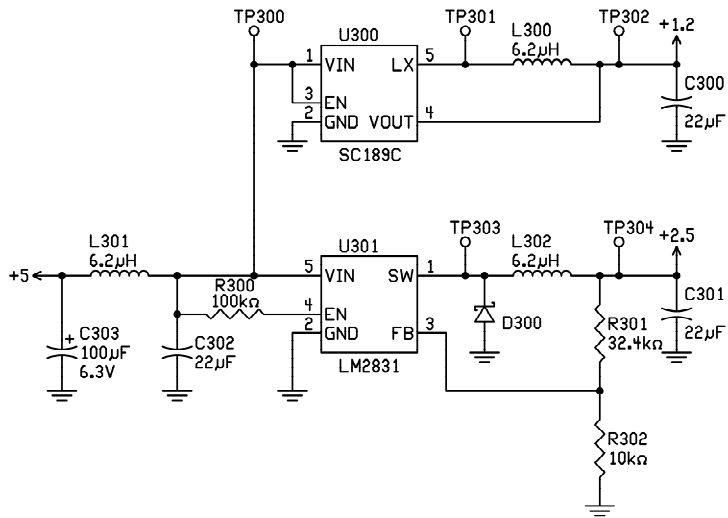 TP300
TP301
L300
6.2µH
TP302
+1.2
U300
1
VIN
LX
5
3
EN
2
GND
VOUT
4
SC189C
C300
22µF
TP303
L302
6.2µH
TP304
+2.5
L301
6.2µH
+5
U301
5
VIN
SW
1
R300
100kΩ
4
EN
2
GND
FB
3
LM2831
D300
R301
32.4kΩ
C301
22µF
+
C303
100µF
6.3V
C302
22µF
R302
10kΩ